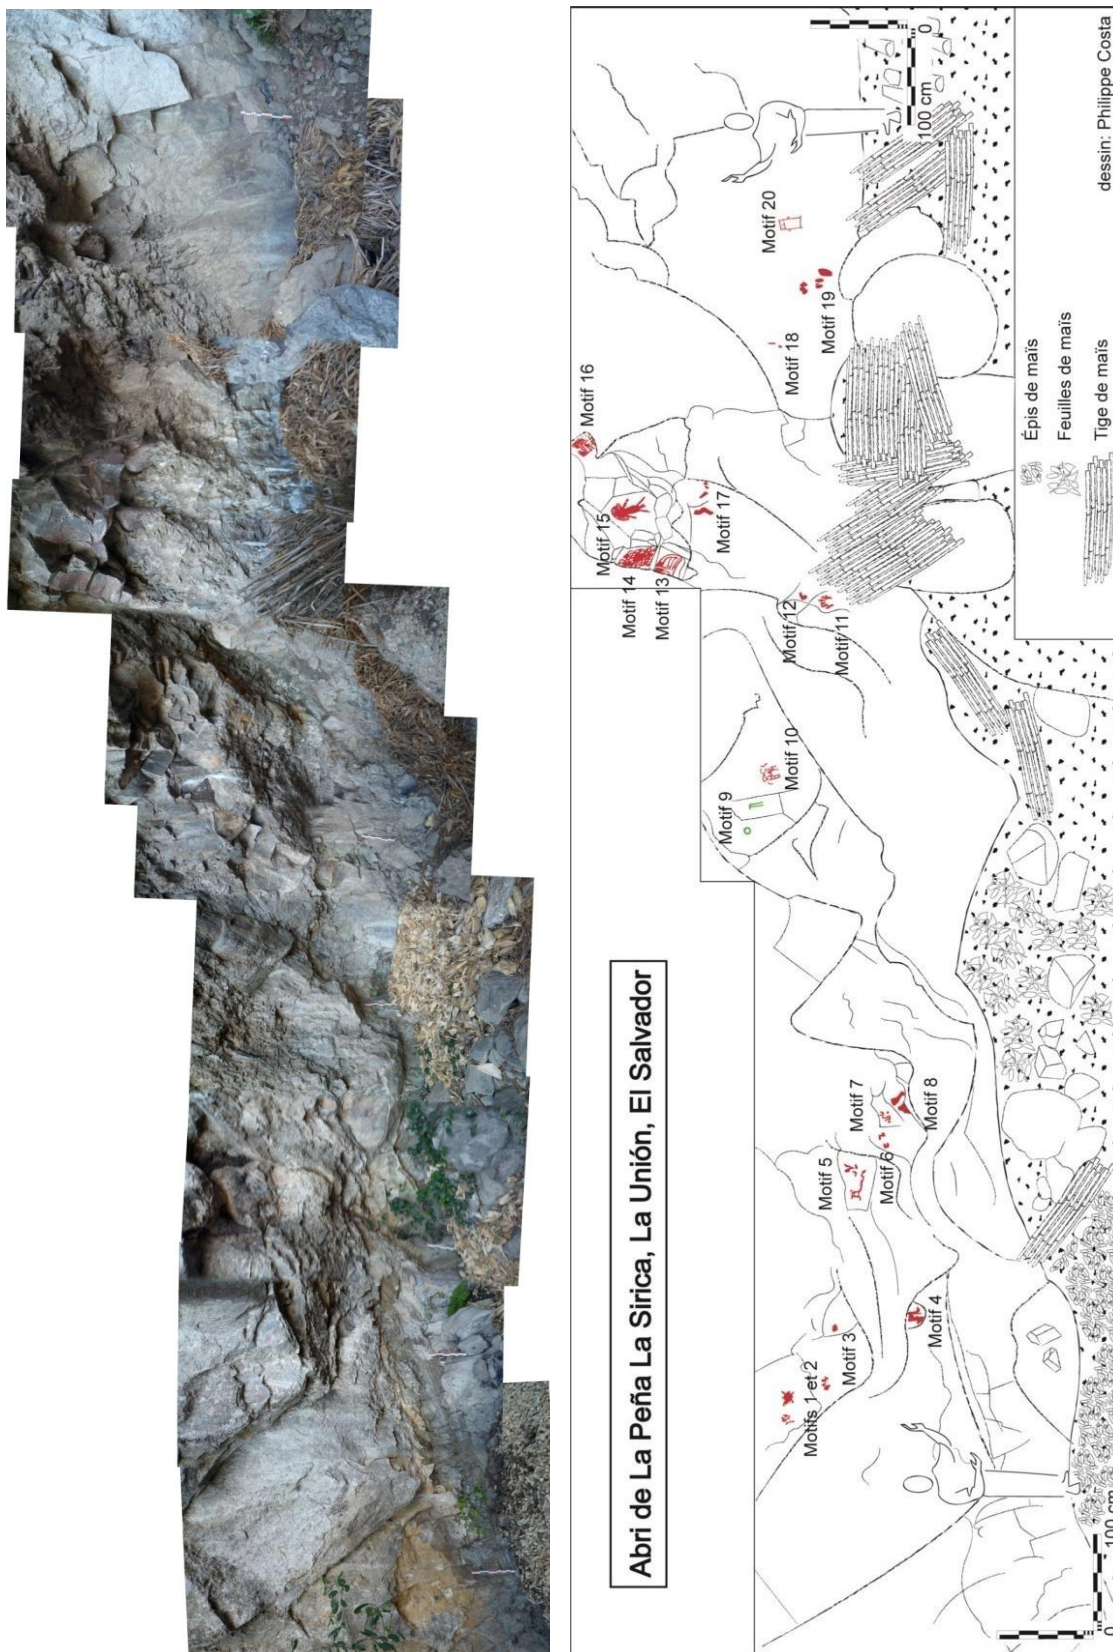 Abri de La Peña La Sirica, La Unión, El Salvador
Motifs 1 et 2
Motif 3
Motif 4
Motif 5
Motif 6
Motif 7
Motif 8
Motif 9
Motif 10
Motif 11
Motif 12
Motif 13
Motif 14
Motif 15
Motif 16
Motif 17
Motif 18
Motif 19
Motif 20
0 100 cm
100 cm 0
Épis de maïs
Feuilles de maïs
Tige de maïs
dessin: Philippe Costa